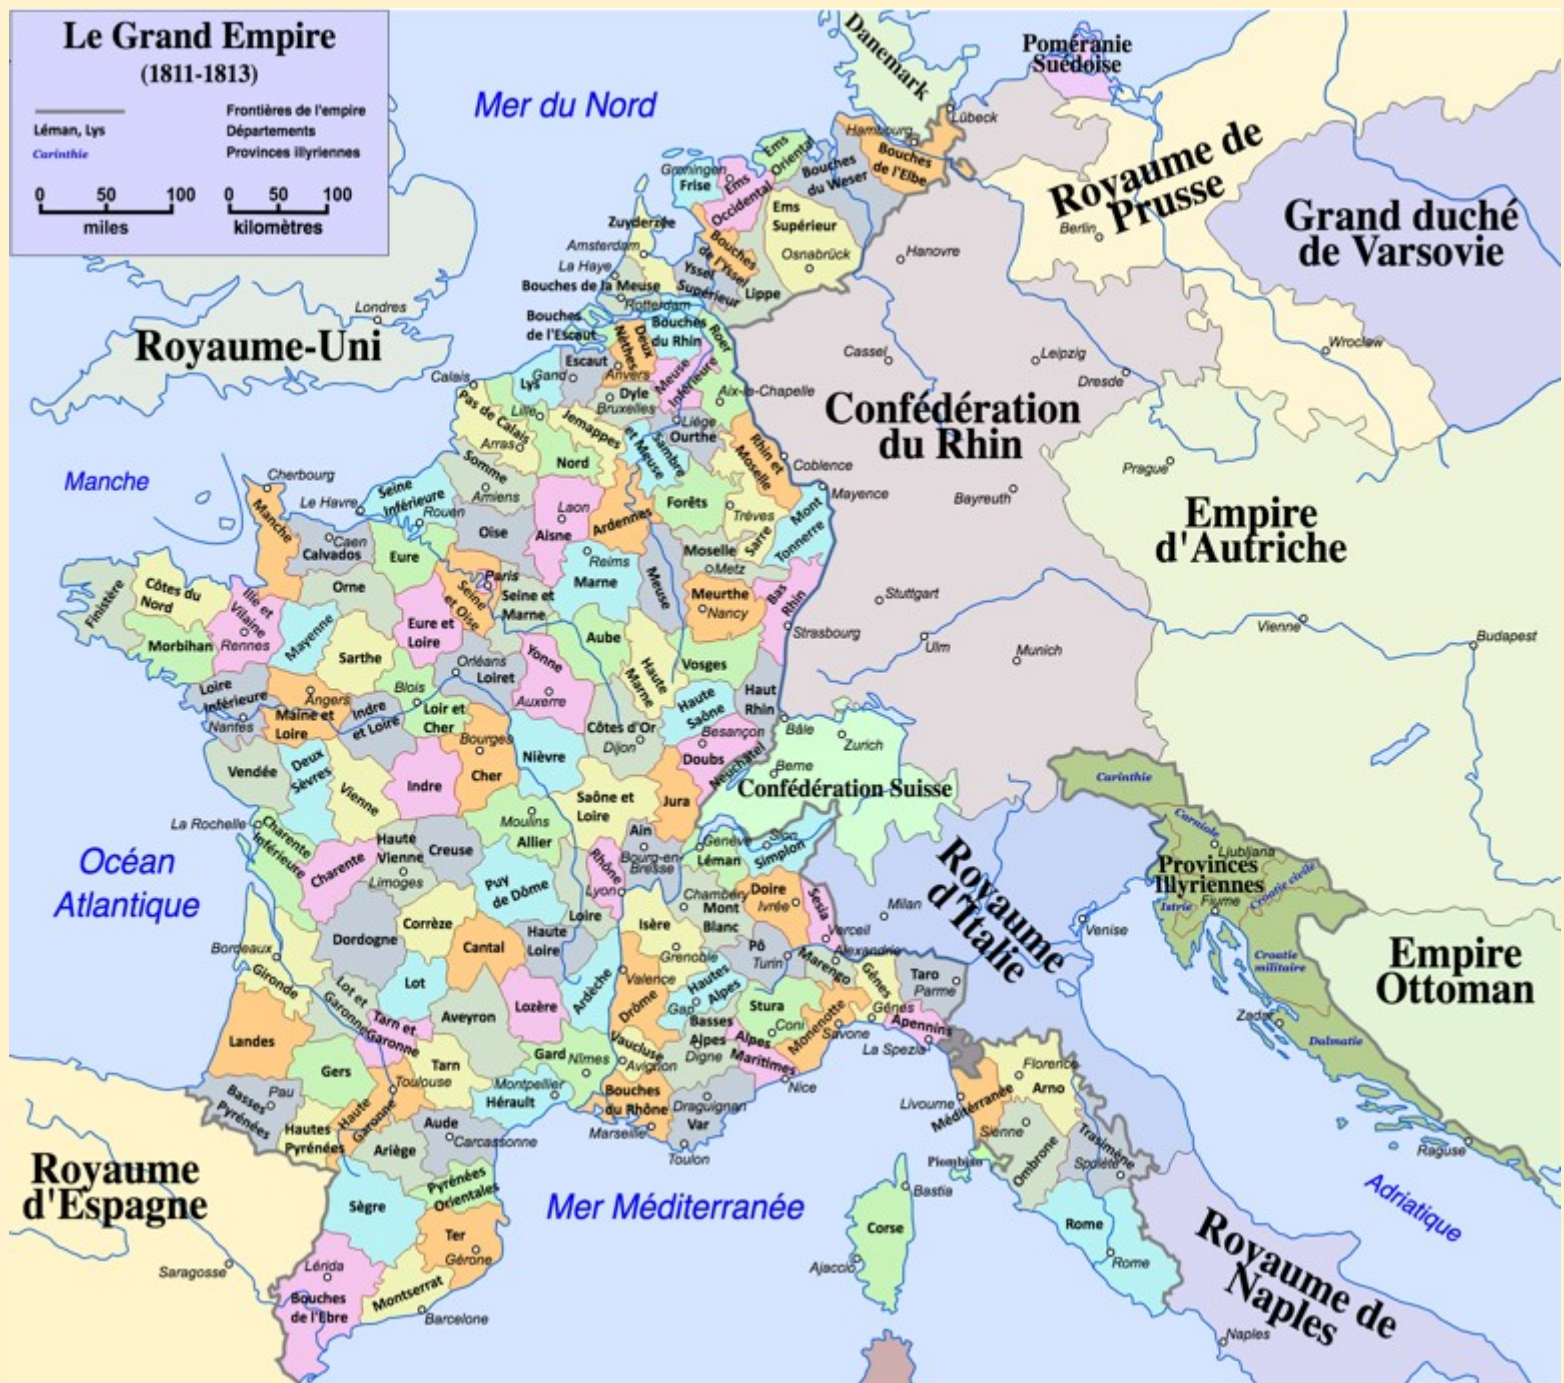 Le Grand Empire
(1811-1813)
Frontières de l'empire
Léman, Lys
Départements
Carinthie
Provinces illyriennes
0 50 100
miles
0 50 100
kilomètres
Mer du Nord
Danemark
Poméranie
Suédoise
Lübeck
Hambourg
Bouches
de l'Elbe
Ems
Oriental
Bouches
du Weser
Groningen
Frise
Ems
Occidental
Ems
Supérieur
Osnabrück
Zuyderzée
Amsterdam
Bouches
de l'Yssel
Yssel
Supérieur
Lippe
La Haye
Bouches de la Meuse
Rotterdam
Royaume de
Prusse
Berlin
Grand duché
de Varsovie
Hanovre
Londres
Royaume-Uni
Bouches
de l'Escaut
Bouches
du Rhin
Roer
Deux
Nèthes
Escaut
Gand
Anvers
Meuse
Inférieure
Cassel
Leipzig
Dresde
Wroclaw
Calais
Lys
Lille
Dyle
Bruxelles
Aix-la-Chapelle
Liège
Ourthe
Confédération
du Rhin
Pas de Calais
Arras
Jemappes
Sambre
et Meuse
Nord
Rhin et
Moselle
Coblence
Mayence
Bayreuth
Prague
Empire
d'Autriche
Manche
Cherbourg
Le Havre
Seine
Inférieure
Rouen
Somme
Amiens
Laon
Aisne
Ardennes
Forêts
Trèves
Sarre
Mont
Tonnerre
Manche
Caen
Calvados
Eure
Oise
Reims
Marne
Meuse
Moselle
Metz
Meurthe
Nancy
Bas
Rhin
Strasbourg
Stuttgart
Ulm
Munich
Vienne
Budapest
Finistère
Côtes du
Nord
Morbihan
Ille et
Vilaine
Rennes
Orne
Mayenne
Sarthe
Eure et
Loire
Paris
Seine
et Oise
Seine et
Marne
Aube
Haute
Marne
Vosges
Haut
Rhin
Loire
Inférieure
Nantes
Angers
Maine et
Loire
Indre
et Loire
Blois
Loir et
Cher
Orléans
Loiret
Yonne
Auxerre
Côtes d'Or
Dijon
Haute
Saône
Besançon
Doubs
Neuchâtel
Bâle
Zurich
Berne
Confédération Suisse
Vendée
Deux
Sèvres
Vienne
Indre
Bourges
Cher
Nièvre
Saône et
Loire
Jura
Carinthie
La Rochelle
Charente
Inférieure
Charente
Haute
Vienne
Limoges
Creuse
Moulins
Allier
Puy
de Dôme
Rhône
Lyon
Ain
Bourg-en-
Bresse
Genève
Léman
Sion
Simplon
Océan
Atlantique
Dordogne
Corrèze
Cantal
Haute
Loire
Loire
Isère
Grenoble
Chambéry
Mont
Blanc
Doire
Ivrée
Sesia
Verceil
Milan
Royaume
d'Italie
Venise
Carniole
Ljubljana
Provinces
Illyriennes
Istrie
Fiume
Croatie civile
Croatie
militaire
Zadar
Dalmatie
Raguse
Empire
Ottoman
Bordeaux
Gironde
Lot et
Garonne
Lot
Aveyron
Lozère
Ardèche
Valence
Drôme
Hautes
Alpes
Gap
Pô
Turin
Alexandrie
Marengo
Gênes
Gênes
Taro
Parme
Landes
Gers
Tarn et
Garonne
Tarn
Gard
Nîmes
Vaucluse
Avignon
Basses
Alpes
Digne
Stura
Coni
Alpes
Maritimes
Montenotte
Savone
Apennins
La Spezia
Nice
Basses
Pyrénées
Pau
Hautes
Pyrénées
Haute
Garonne
Toulouse
Montpellier
Hérault
Bouches
du Rhône
Marseille
Draguignan
Var
Toulon
Ariège
Aude
Carcassonne
Pyrénées
Orientales
Royaume
d'Espagne
Saragosse
Sègre
Ter
Gérone
Lérida
Bouches
de l'Ebre
Montserrat
Barcelone
Mer Méditerranée
Corse
Bastia
Ajaccio
Florence
Arno
Livourne
Méditerranée
Sienne
Ombrone
Trasimène
Spolète
Piombino
Rome
Rome
Adriatique
Royaume de
Naples
Naples